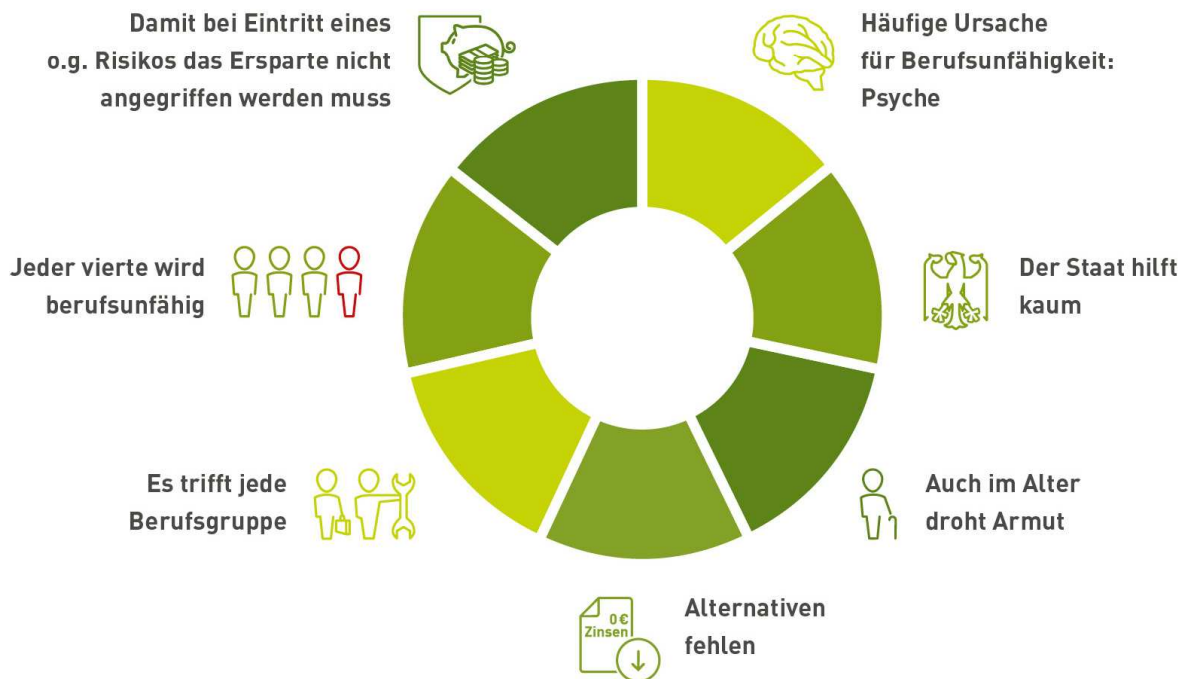 Damit bei Eintritt eines
o.g. Risikos das Ersparte nicht
angegriffen werden muss
Häufige Ursache
für Berufsunfähigkeit:
Psyche
Jeder vierte wird
berufsunfähig
Der Staat hilft
kaum
Es trifft jede
Berufsgruppe
Auch im Alter
droht Armut
0 €
Zinsen
Alternativen
fehlen